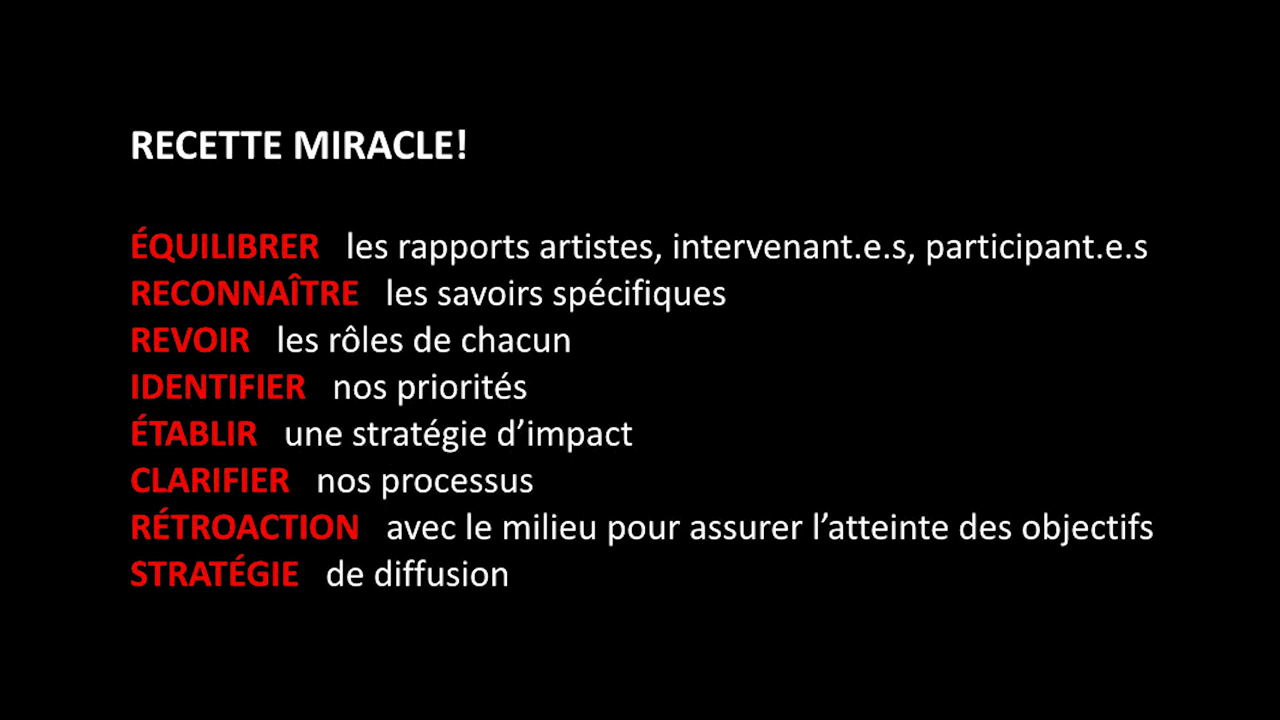 RECETTE MIRACLE!
ÉQUILIBRER les rapports artistes, intervenant.e.s, participant.e.s
RECONNAÎTRE les savoirs spécifiques
REVOIR les rôles de chacun
IDENTIFIER nos priorités
ÉTABLIR une stratégie d’impact
CLARIFIER nos processus
RÉTROACTION avec le milieu pour assurer l’atteinte des objectifs
STRATÉGIE de diffusion